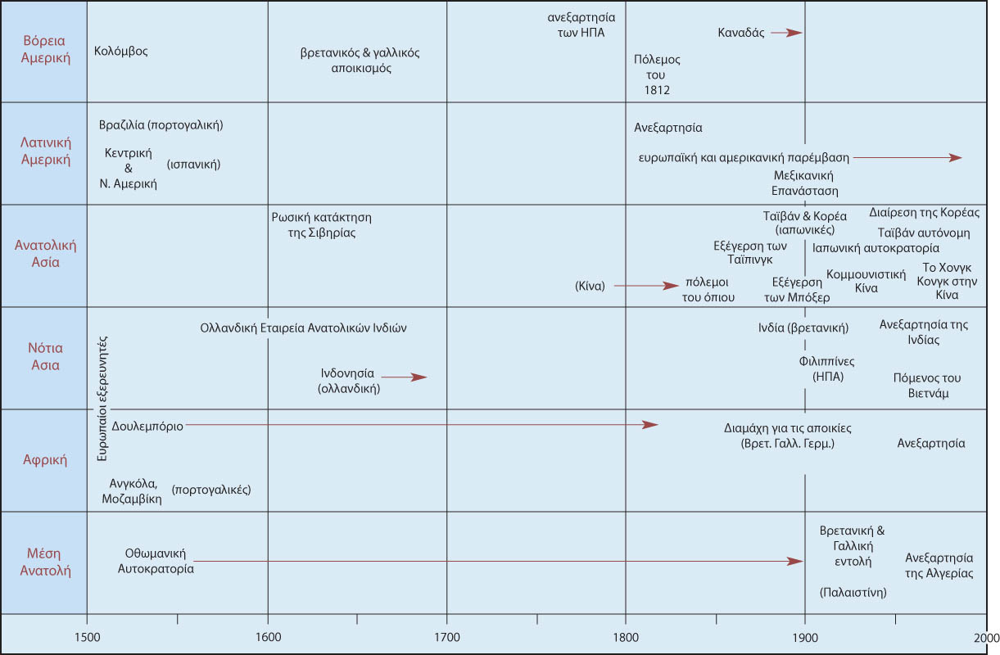 Βόρεια
Αμερική
Κολόμβος
βρετανικός & γαλλικός
αποικισμός
ανεξαρτησία
των ΗΠΑ
Πόλεμος
του
1812
Καναδάς
Λατινική
Αμερική
Βραζιλία (πορτογαλική)
Κεντρική
&
Ν. Αμερική
(ισπανική)
Ανεξαρτησία
ευρωπαϊκή και αμερικανική παρέμβαση
Μεξικανική
Επανάσταση
Ανατολική
Ασία
Ρωσική κατάκτηση
της Σιβηρίας
(Κίνα)
πόλεμοι
του όπιου
Εξέγερση των
Ταϊπινγκ
Ταϊβάν & Κορέα
(ιαπωνικές)
Εξέγερση
των Μπόξερ
Διαίρεση της Κορέας
Ταϊβάν αυτόνομη
Ιαπωνική αυτοκρατορία
Κομμουνιστική
Κίνα
Το Χονγκ
Κονγκ στην
Κίνα
Νότια
Ασια
Ευρωπαίοι εξερευνητές
Ολλανδική Εταιρεία Ανατολικών Ινδιών
Ινδονησία
(ολλανδική)
Ινδία (βρετανική)
Φιλιππίνες
(ΗΠΑ)
Ανεξαρτησία της
Ινδίας
Πόμενος του
Βιετνάμ
Αφρική
Δουλεμπόριο
Ανγκόλα,
Μοζαμβίκη
(πορτογαλικές)
Διαμάχη για τις αποικίες
(Βρετ. Γαλλ. Γερμ.)
Ανεξαρτησία
Μέση
Ανατολή
Οθωμανική
Αυτοκρατορία
Βρετανική &
Γαλλική
εντολή
(Παλαιστίνη)
Ανεξαρτησία
της Αλγερίας
1500
1600
1700
1800
1900
2000